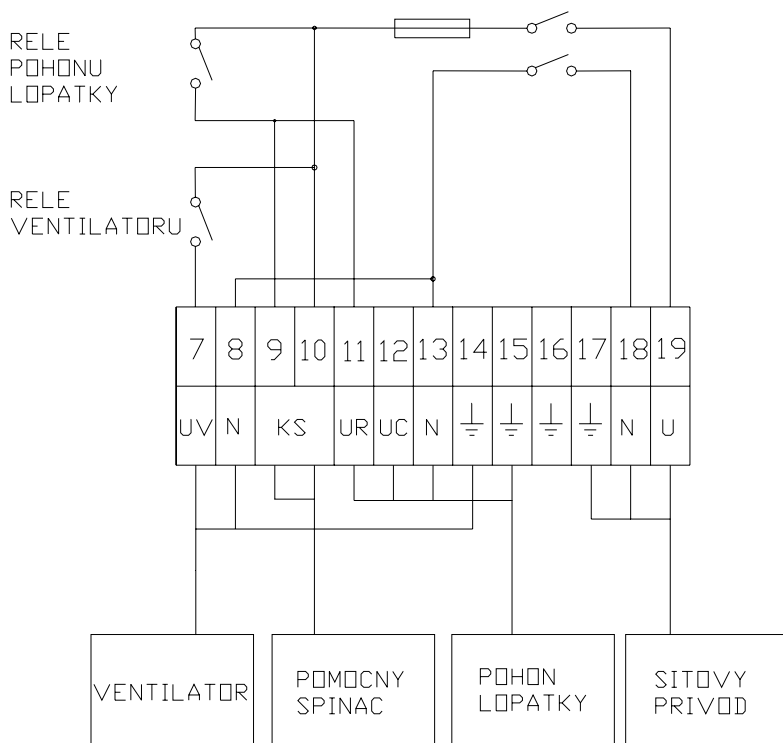 RELE
POHONU
LOPATKY
RELE
VENTILATORU
7 8 9 10 11 12 13 14 15 16 17 18 19
UV N KS UR UC N N U
VENTILATOR
POMOCNY
SPINAC
POHON
LOPATKY
SITOVY
PRIVOD